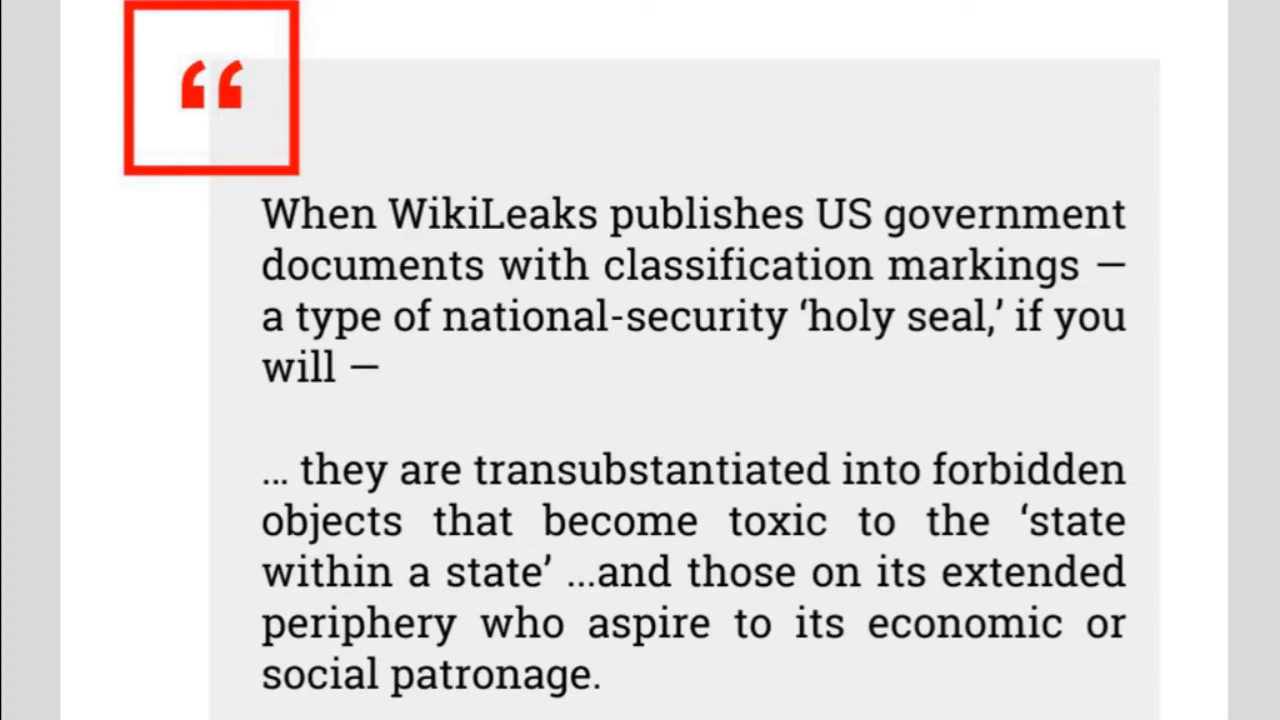 “
When WikiLeaks publishes US government
documents with classification markings —
a type of national-security ‘holy seal,’ if you
will —
... they are transubstantiated into forbidden
objects that become toxic to the ‘state
within a state’ ...and those on its extended
periphery who aspire to its economic or
social patronage.